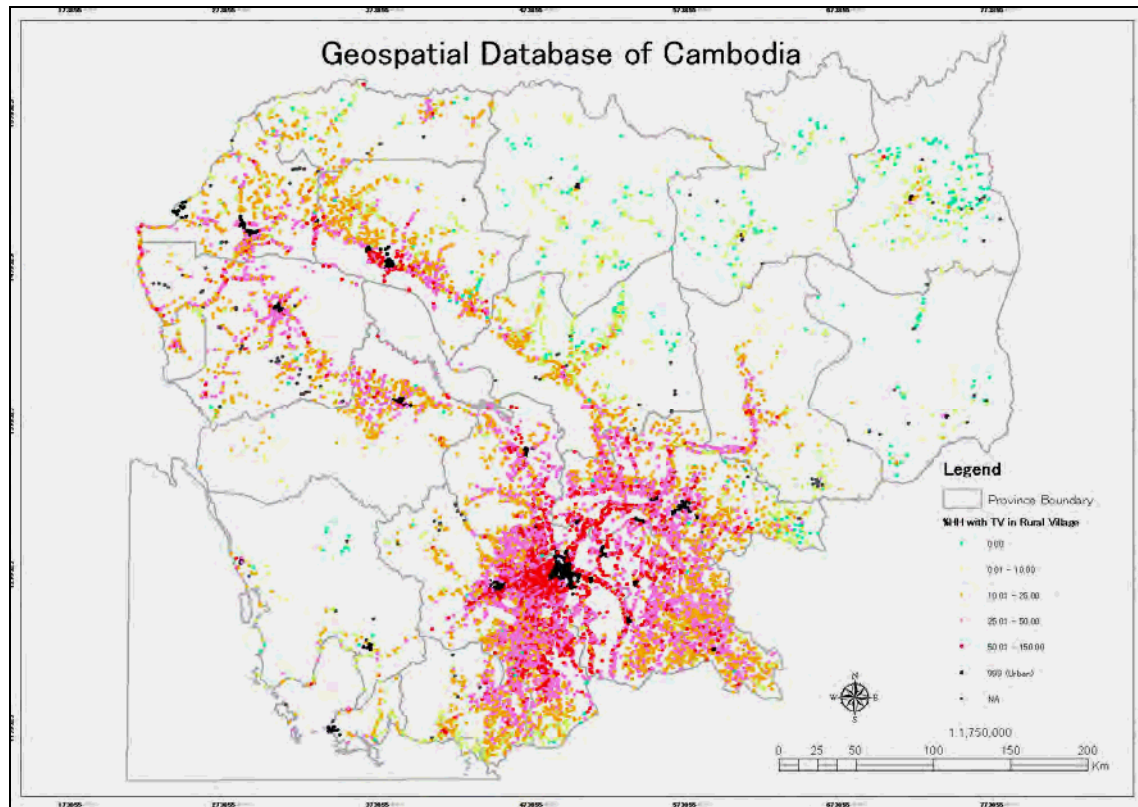 Geospatial Database of Cambodia
N
W E
S
Legend
Province Boundary
%HH with TV in Rural Village
0.00
0.01 - 10.00
10.01 - 25.00
25.01 - 50.00
50.01 - 150.00
999 (Urban)
NA
1:1,750,000
0 25 50 100 150 200
Km